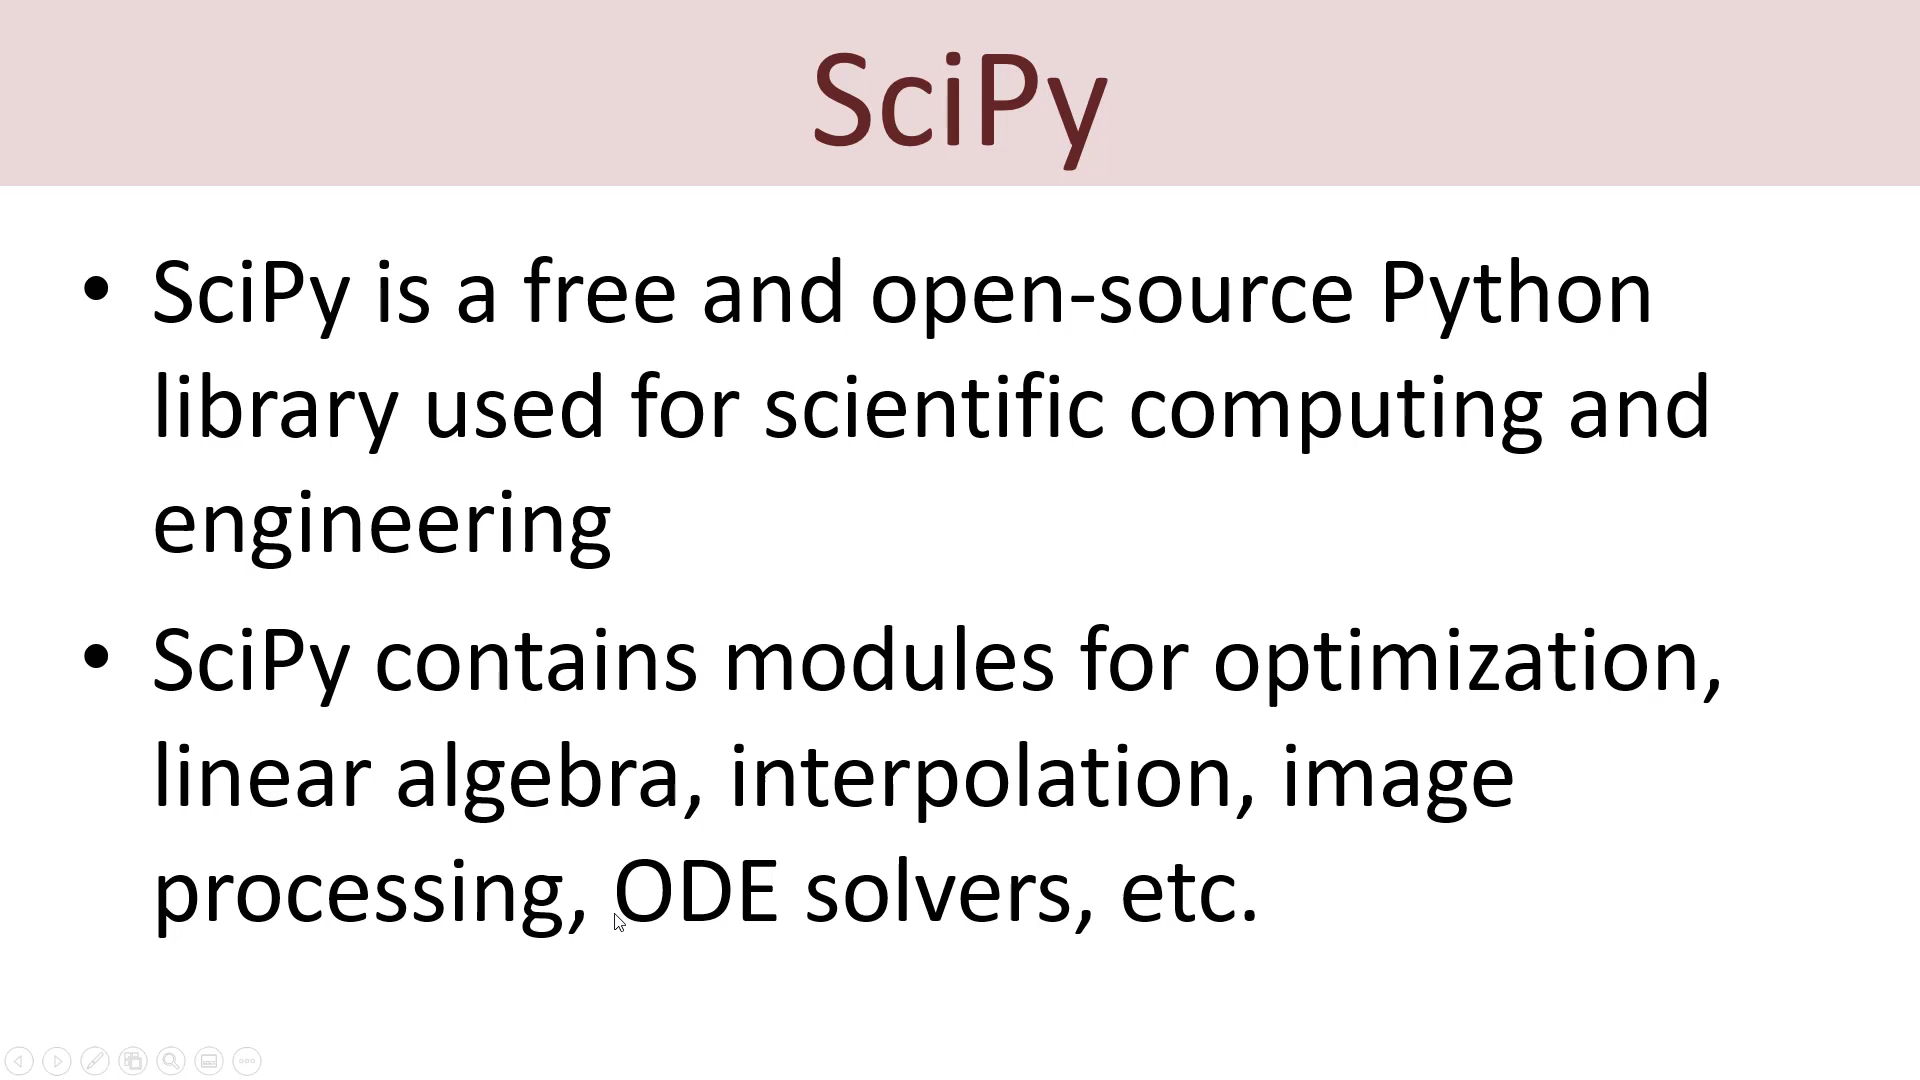 SciPy
• SciPy is a free and open-source Python
library used for scientific computing and
engineering
• SciPy contains modules for optimization,
linear algebra, interpolation, image
processing, ODE solvers, etc.